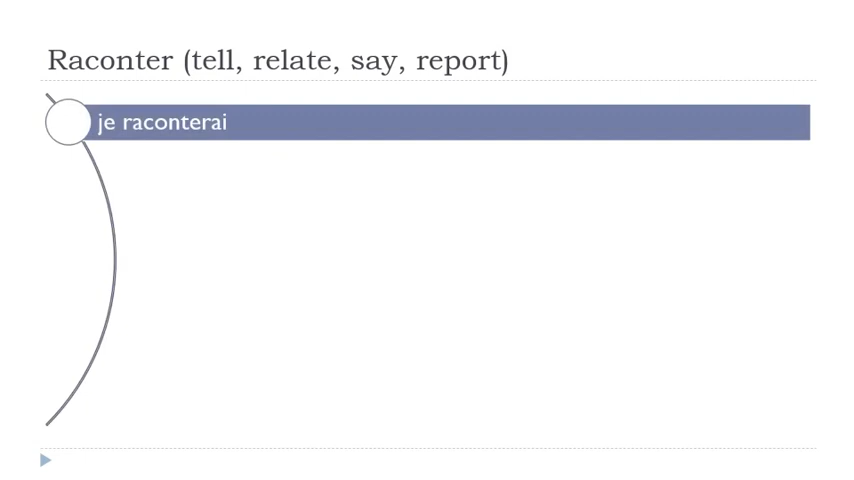 Raconter (tell, relate, say, report)
je raconterai